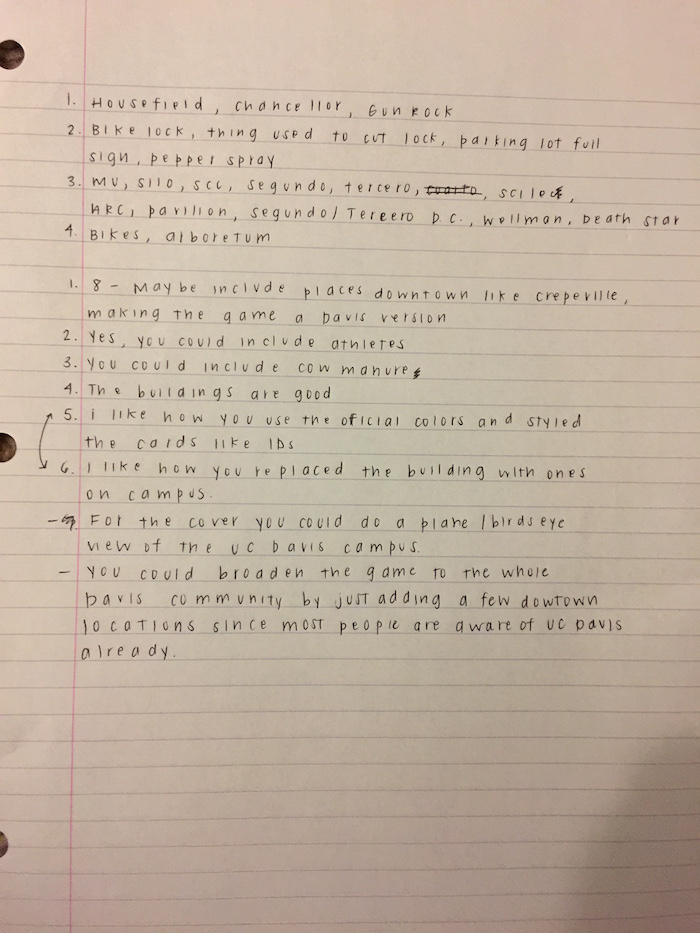 1. Housefield, Chancellor, Gunrock
2. Bike lock, thing used to cut lock, parking lot full
sign, pepper spray
3. MU, Silo, SCC, Segundo, tercero, cuarto, sci lec,
ARC, pavilion, segundo/Tercero D.C., Wellman, Death star
4. Bikes, arboretum
1. 8 - Maybe include places downtown like crepeville,
making the game a Davis version
2. Yes, you could include athletes
3. You could include cow manure
4. The buildings are good
5. i like how you use the oficial colors and styled
the cards like IDs
6. I like how you replaced the building with ones
on campus.
- For the cover you could do a plane/birdseye
view of the UC Davis campus.
- You could broaden the game to the whole
Davis community by just adding a few dowtown
locations since most people are aware of UC Davis
already.